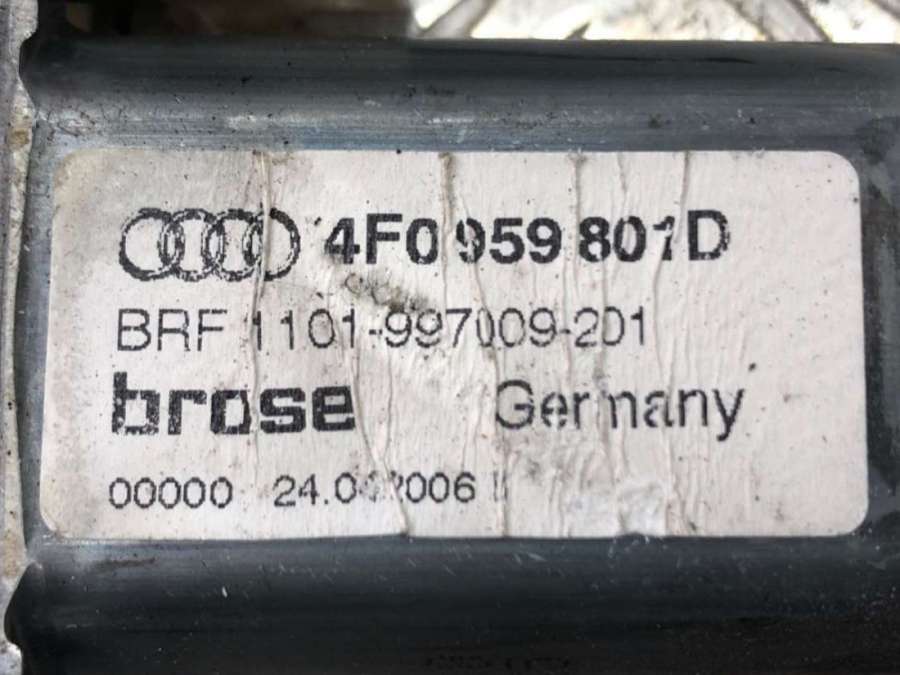 4F0 959 801D
BRF 1101-997009-201
brose Germany
00000